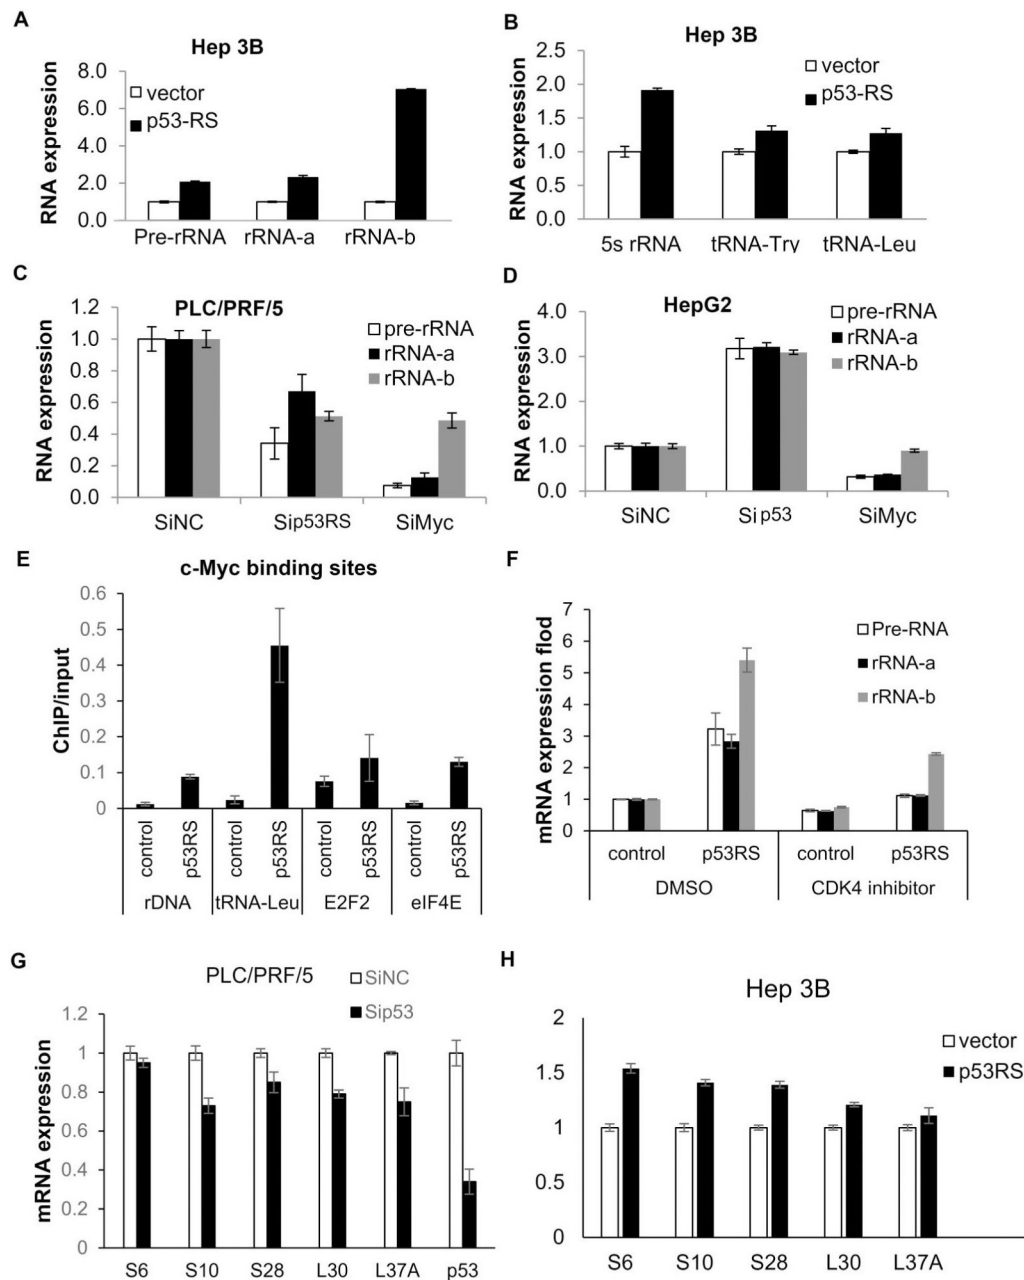 A
Hep 3B
RNA expression
8.0
6.0
4.0
2.0
0.0
vector
p53-RS
Pre-rRNA rRNA-a rRNA-b
B
Hep 3B
RNA expression
2.5
2.0
1.5
1.0
0.5
0.0
vector
p53-RS
5s rRNA tRNA-Try tRNA-Leu
C
PLC/PRF/5
RNA expression
1.2
1.0
0.8
0.6
0.4
0.2
0.0
pre-rRNA
rRNA-a
rRNA-b
SiNC Sip53RS SiMyc
D
HepG2
RNA expression
4.0
3.0
2.0
1.0
0.0
pre-rRNA
rRNA-a
rRNA-b
SiNC Si p53 SiMyc
E
c-Myc binding sites
ChIP/input
0.6
0.5
0.4
0.3
0.2
0.1
0
control p53RS control p53RS control p53RS control p53RS
rDNA tRNA-Leu E2F2 eIF4E
F
mRNA expression flod
7
6
5
4
3
2
1
0
Pre-RNA
rRNA-a
rRNA-b
control p53RS control p53RS
DMSO CDK4 inhibitor
G
PLC/PRF/5
SiNC
Sip53
mRNA expression
1.2
1
0.8
0.6
0.4
0.2
0
S6 S10 S28 L30 L37A p53
H
Hep 3B
2
1.5
1
0.5
0
vector
p53RS
S6 S10 S28 L30 L37A